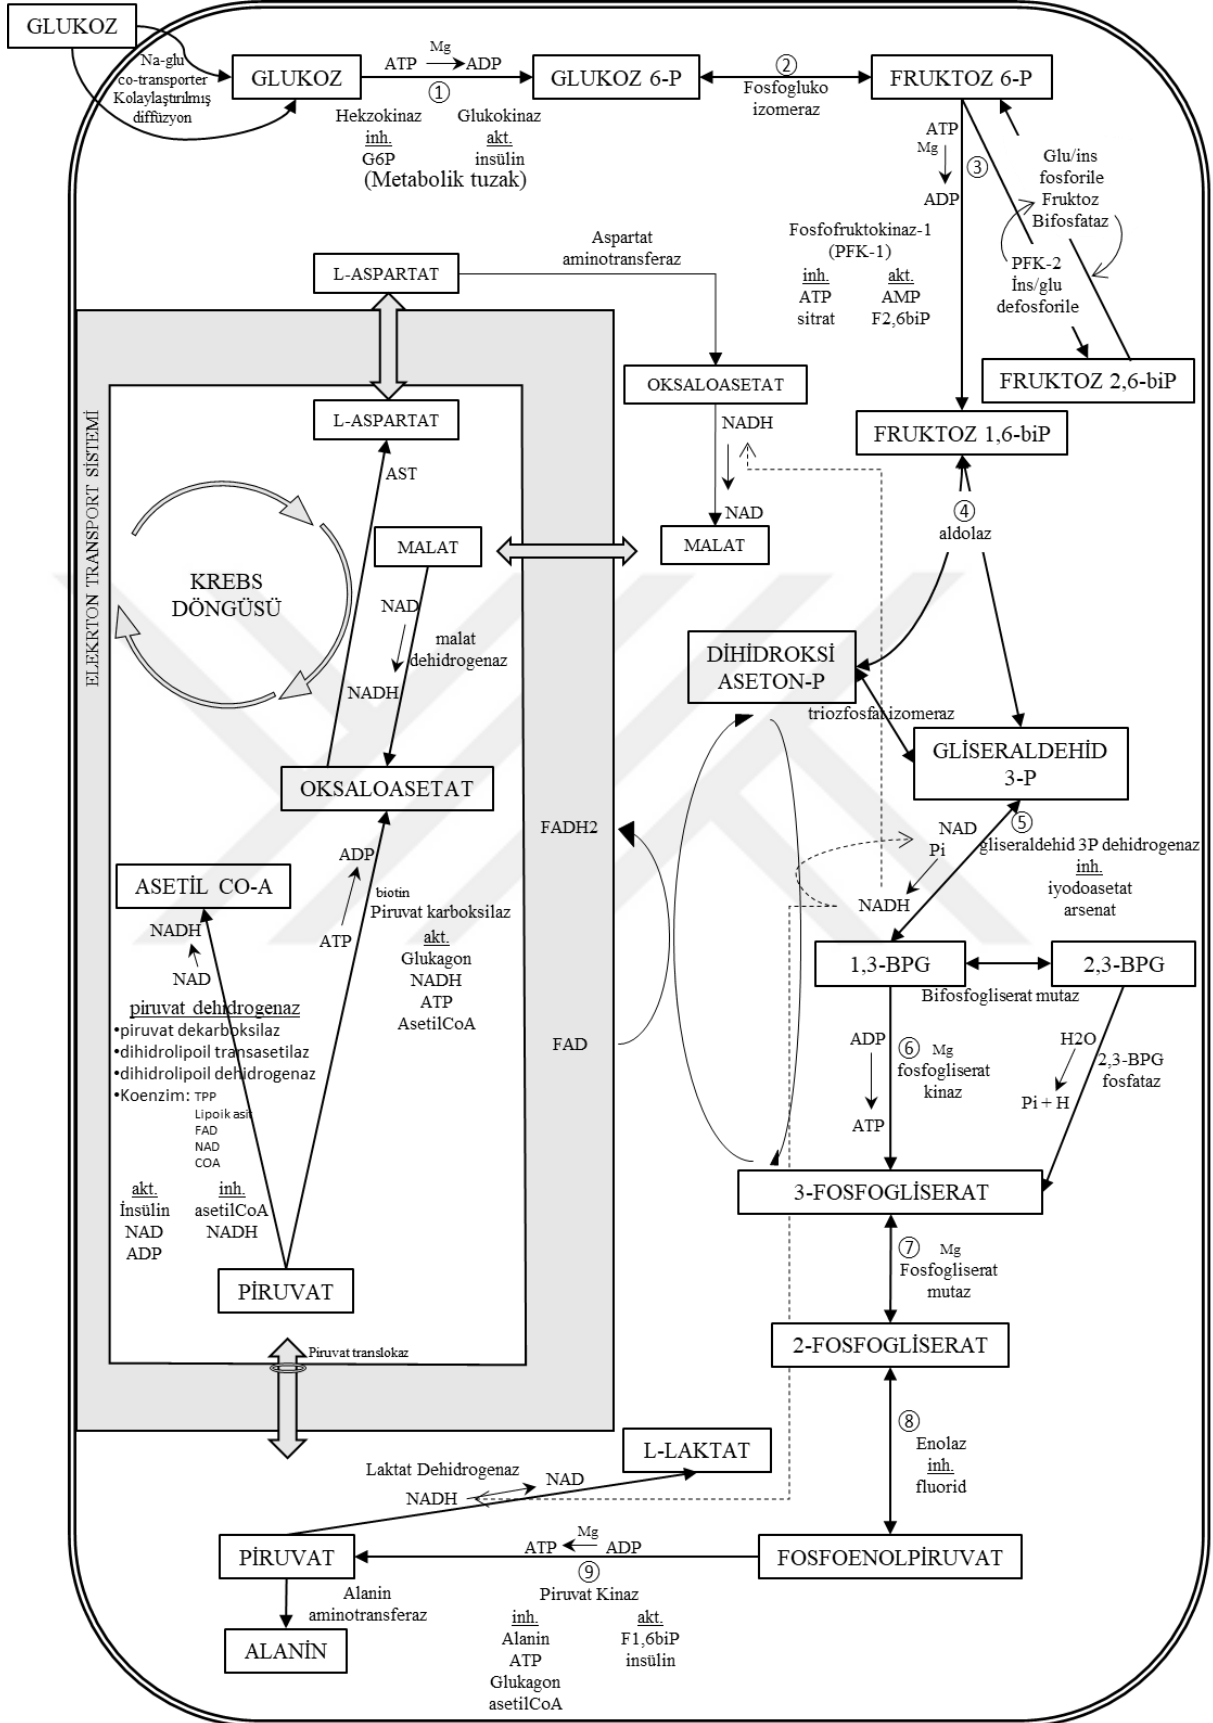 GLUKOZ
Na-glu
co-transporter
Kolaylaştırılmış
diffüzyon
GLUKOZ
ATP
Mg
ADP
①
Hekzokinaz
inh.
G6P
Glukokinaz
akt.
insülin
(Metabolik tuzak)
GLUKOZ 6-P
②
Fosfogluko
izomeraz
FRUKTOZ 6-P
ATP
Mg
ADP
③
Glu/ins
fosforile
Fruktoz
Bifosfataz
PFK-2
İns/glu
defosforile
Fosfofruktokinaz-1
(PFK-1)
inh.
ATP
sitrat
akt.
AMP
F2,6biP
FRUKTOZ 2,6-biP
FRUKTOZ 1,6-biP
Aspartat
aminotransferaz
L-ASPARTAT
OKSALOASETAT
NADH
NAD
MALAT
④
aldolaz
ELEKRTON TRANSPORT SİSTEMİ
L-ASPARTAT
AST
KREBS
DÖNGÜSÜ
MALAT
NAD
malat
dehidrogenaz
NADH
OKSALOASETAT
DİHİDROKSİ
ASETON-P
triozfosfat izomeraz
GLİSERALDEHİD
3-P
⑤
NAD
Pi
gliseraldehid 3P dehidrogenaz
inh.
iyodoasetat
arsenat
NADH
FADH2
FAD
ADP
biotin
Piruvat karboksilaz
akt.
Glukagon
NADH
ATP
AsetilCoA
ATP
ASETİL CO-A
NADH
NAD
piruvat dehidrogenaz
•piruvat dekarboksilaz
•dihidrolipoil transasetilaz
•dihidrolipoil dehidrogenaz
•Koenzim: TPP
Lipoik asit
FAD
NAD
COA
akt.
İnsülin
NAD
ADP
inh.
asetilCoA
NADH
PİRUVAT
Piruvat translokaz
1,3-BPG
2,3-BPG
Bifosfogliserat mutaz
ADP
⑥ Mg
fosfogliserat
kinaz
ATP
H2O
2,3-BPG
fosfataz
Pi + H
3-FOSFOGLİSERAT
⑦ Mg
Fosfogliserat
mutaz
2-FOSFOGLİSERAT
⑧
Enolaz
inh.
fluorid
L-LAKTAT
Laktat Dehidrogenaz
NADH
NAD
PİRUVAT
ATP
Mg
ADP
⑨
Piruvat Kinaz
inh.
Alanin
ATP
Glukagon
asetilCoA
akt.
F1,6biP
insülin
FOSFOENOLPİRUVAT
Alanin
aminotransferaz
ALANİN